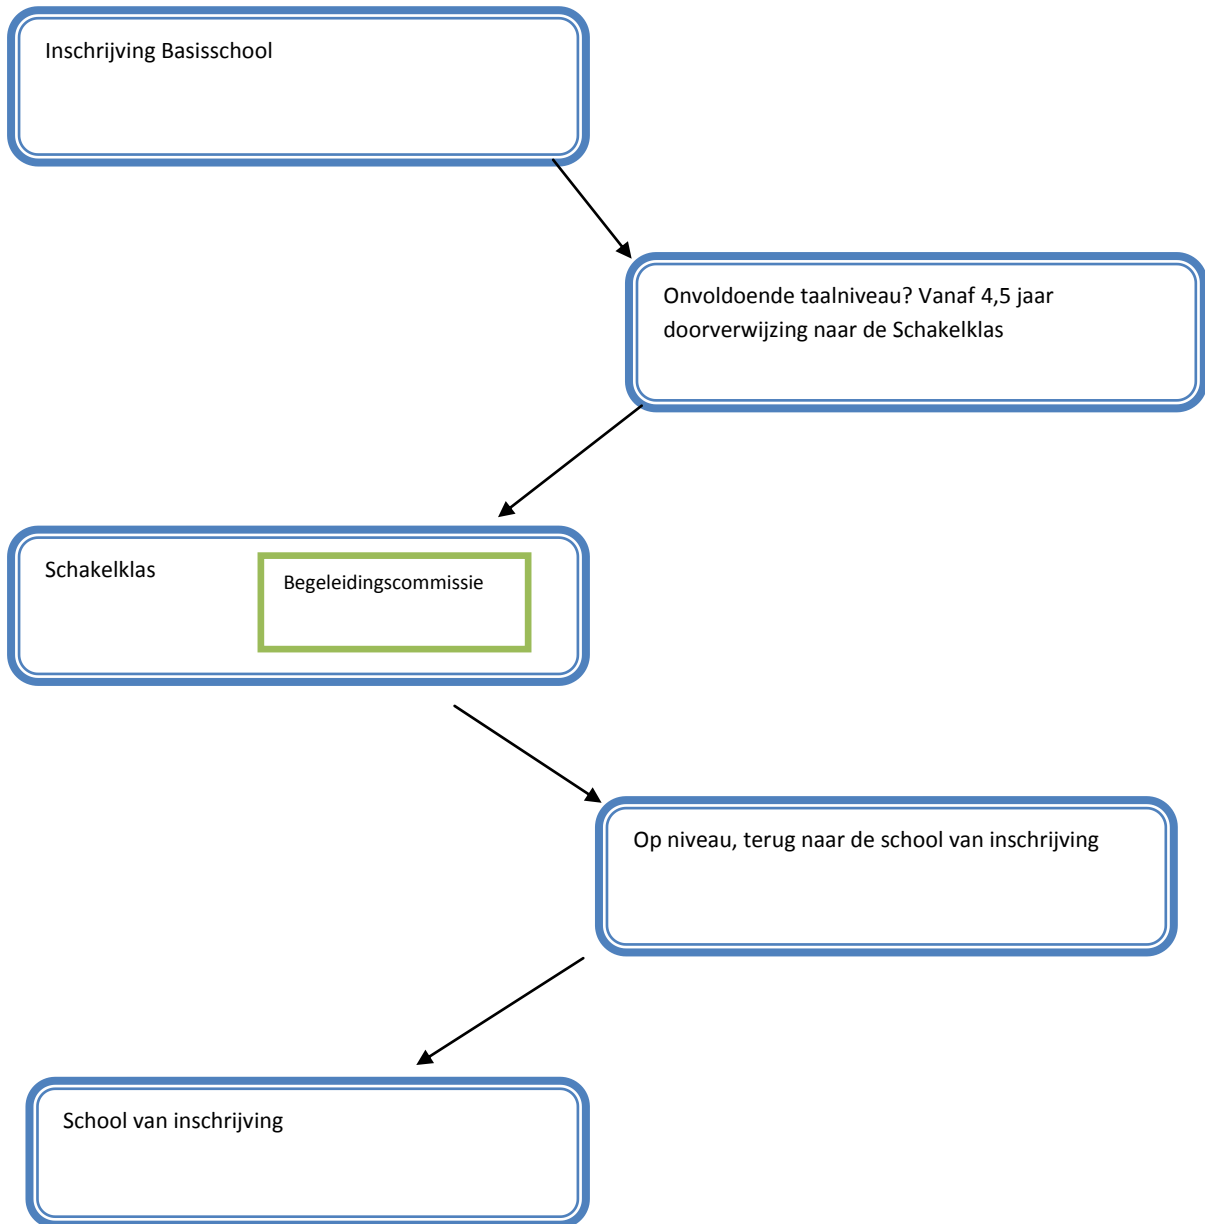 Inschrijving Basisschool
Onvoldoende taalniveau? Vanaf 4,5 jaar
doorverwijzing naar de Schakelklas
Schakelklas
Begeleidingscommissie
Op niveau, terug naar de school van inschrijving
School van inschrijving